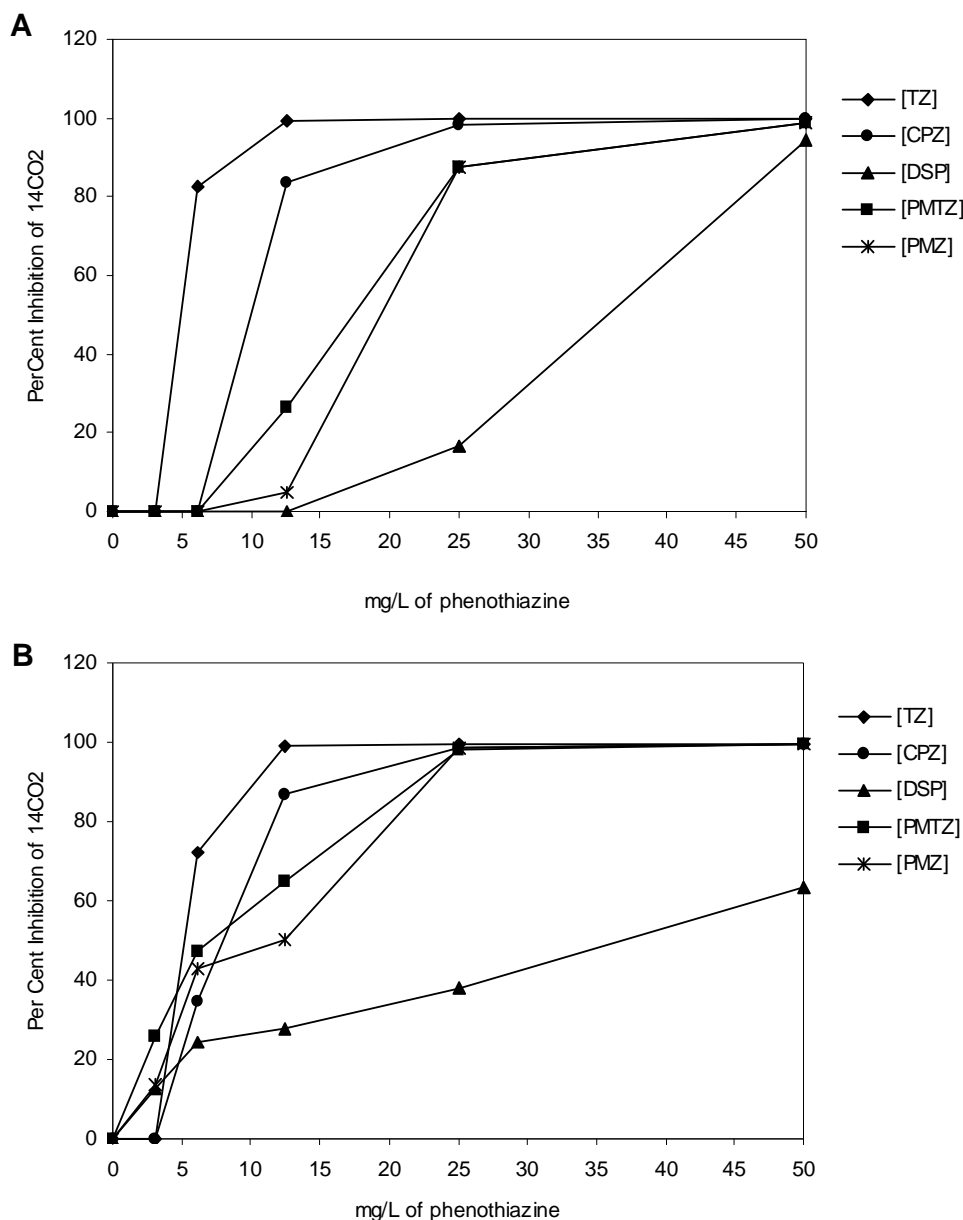 A
120
100
80
60
40
20
0
0 5 10 15 20 25 30 35 40 45 50
PerCent Inhibition of 14CO2
mg/L of phenothiazine
[TZ]
[CPZ]
[DSP]
[PMTZ]
[PMZ]
B
120
100
80
60
40
20
0
0 5 10 15 20 25 30 35 40 45 50
Per Cent Inhibition of 14CO2
mg/L of phenothiazine
[TZ]
[CPZ]
[DSP]
[PMTZ]
[PMZ]